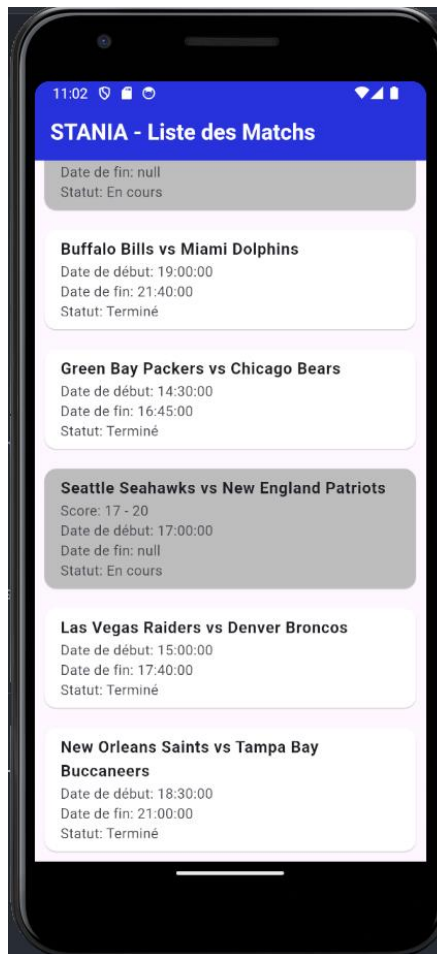 11:02
STANIA - Liste des Matchs
Date de fin: null
Statut: En cours
Buffalo Bills vs Miami Dolphins
Date de début: 19:00:00
Date de fin: 21:40:00
Statut: Terminé
Green Bay Packers vs Chicago Bears
Date de début: 14:30:00
Date de fin: 16:45:00
Statut: Terminé
Seattle Seahawks vs New England Patriots
Score: 17 - 20
Date de début: 17:00:00
Date de fin: null
Statut: En cours
Las Vegas Raiders vs Denver Broncos
Date de début: 15:00:00
Date de fin: 17:40:00
Statut: Terminé
New Orleans Saints vs Tampa Bay
Buccaneers
Date de début: 18:30:00
Date de fin: 21:00:00
Statut: Terminé